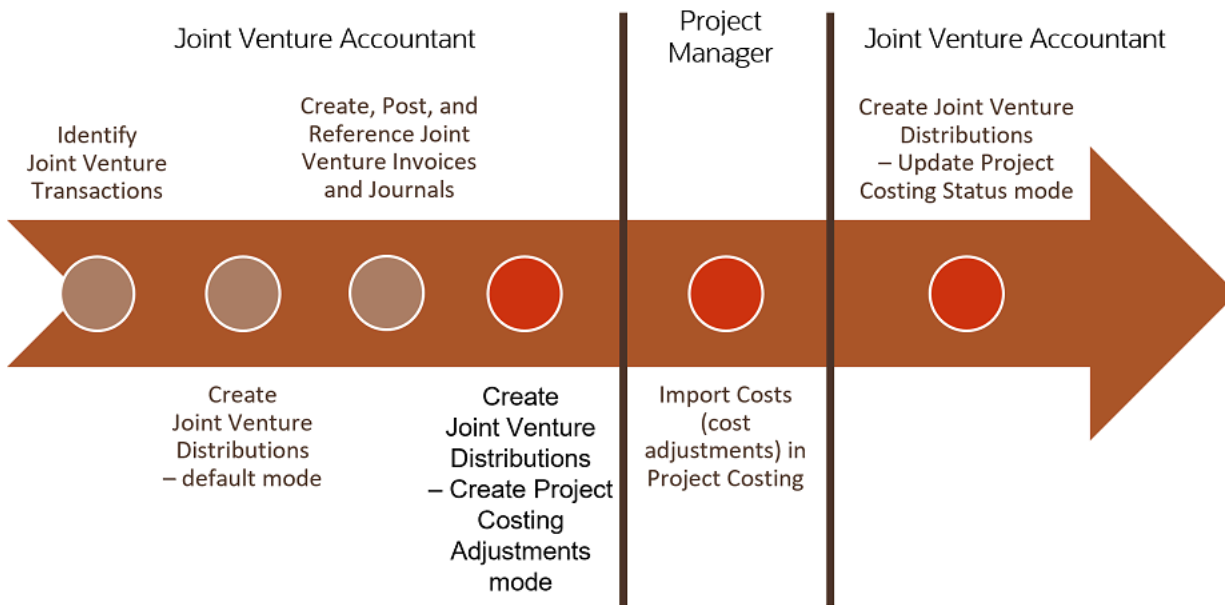 Joint Venture Accountant
Project
Manager
Joint Venture Accountant
Identify
Joint Venture
Transactions
Create, Post, and
Reference Joint
Venture Invoices
and Journals
Create Joint Venture
Distributions
– Update Project
Costing Status mode
Create
Joint Venture
Distributions
– default mode
Create
Joint Venture
Distributions
– Create Project
Costing
Adjustments
mode
Import Costs
(cost
adjustments) in
Project Costing